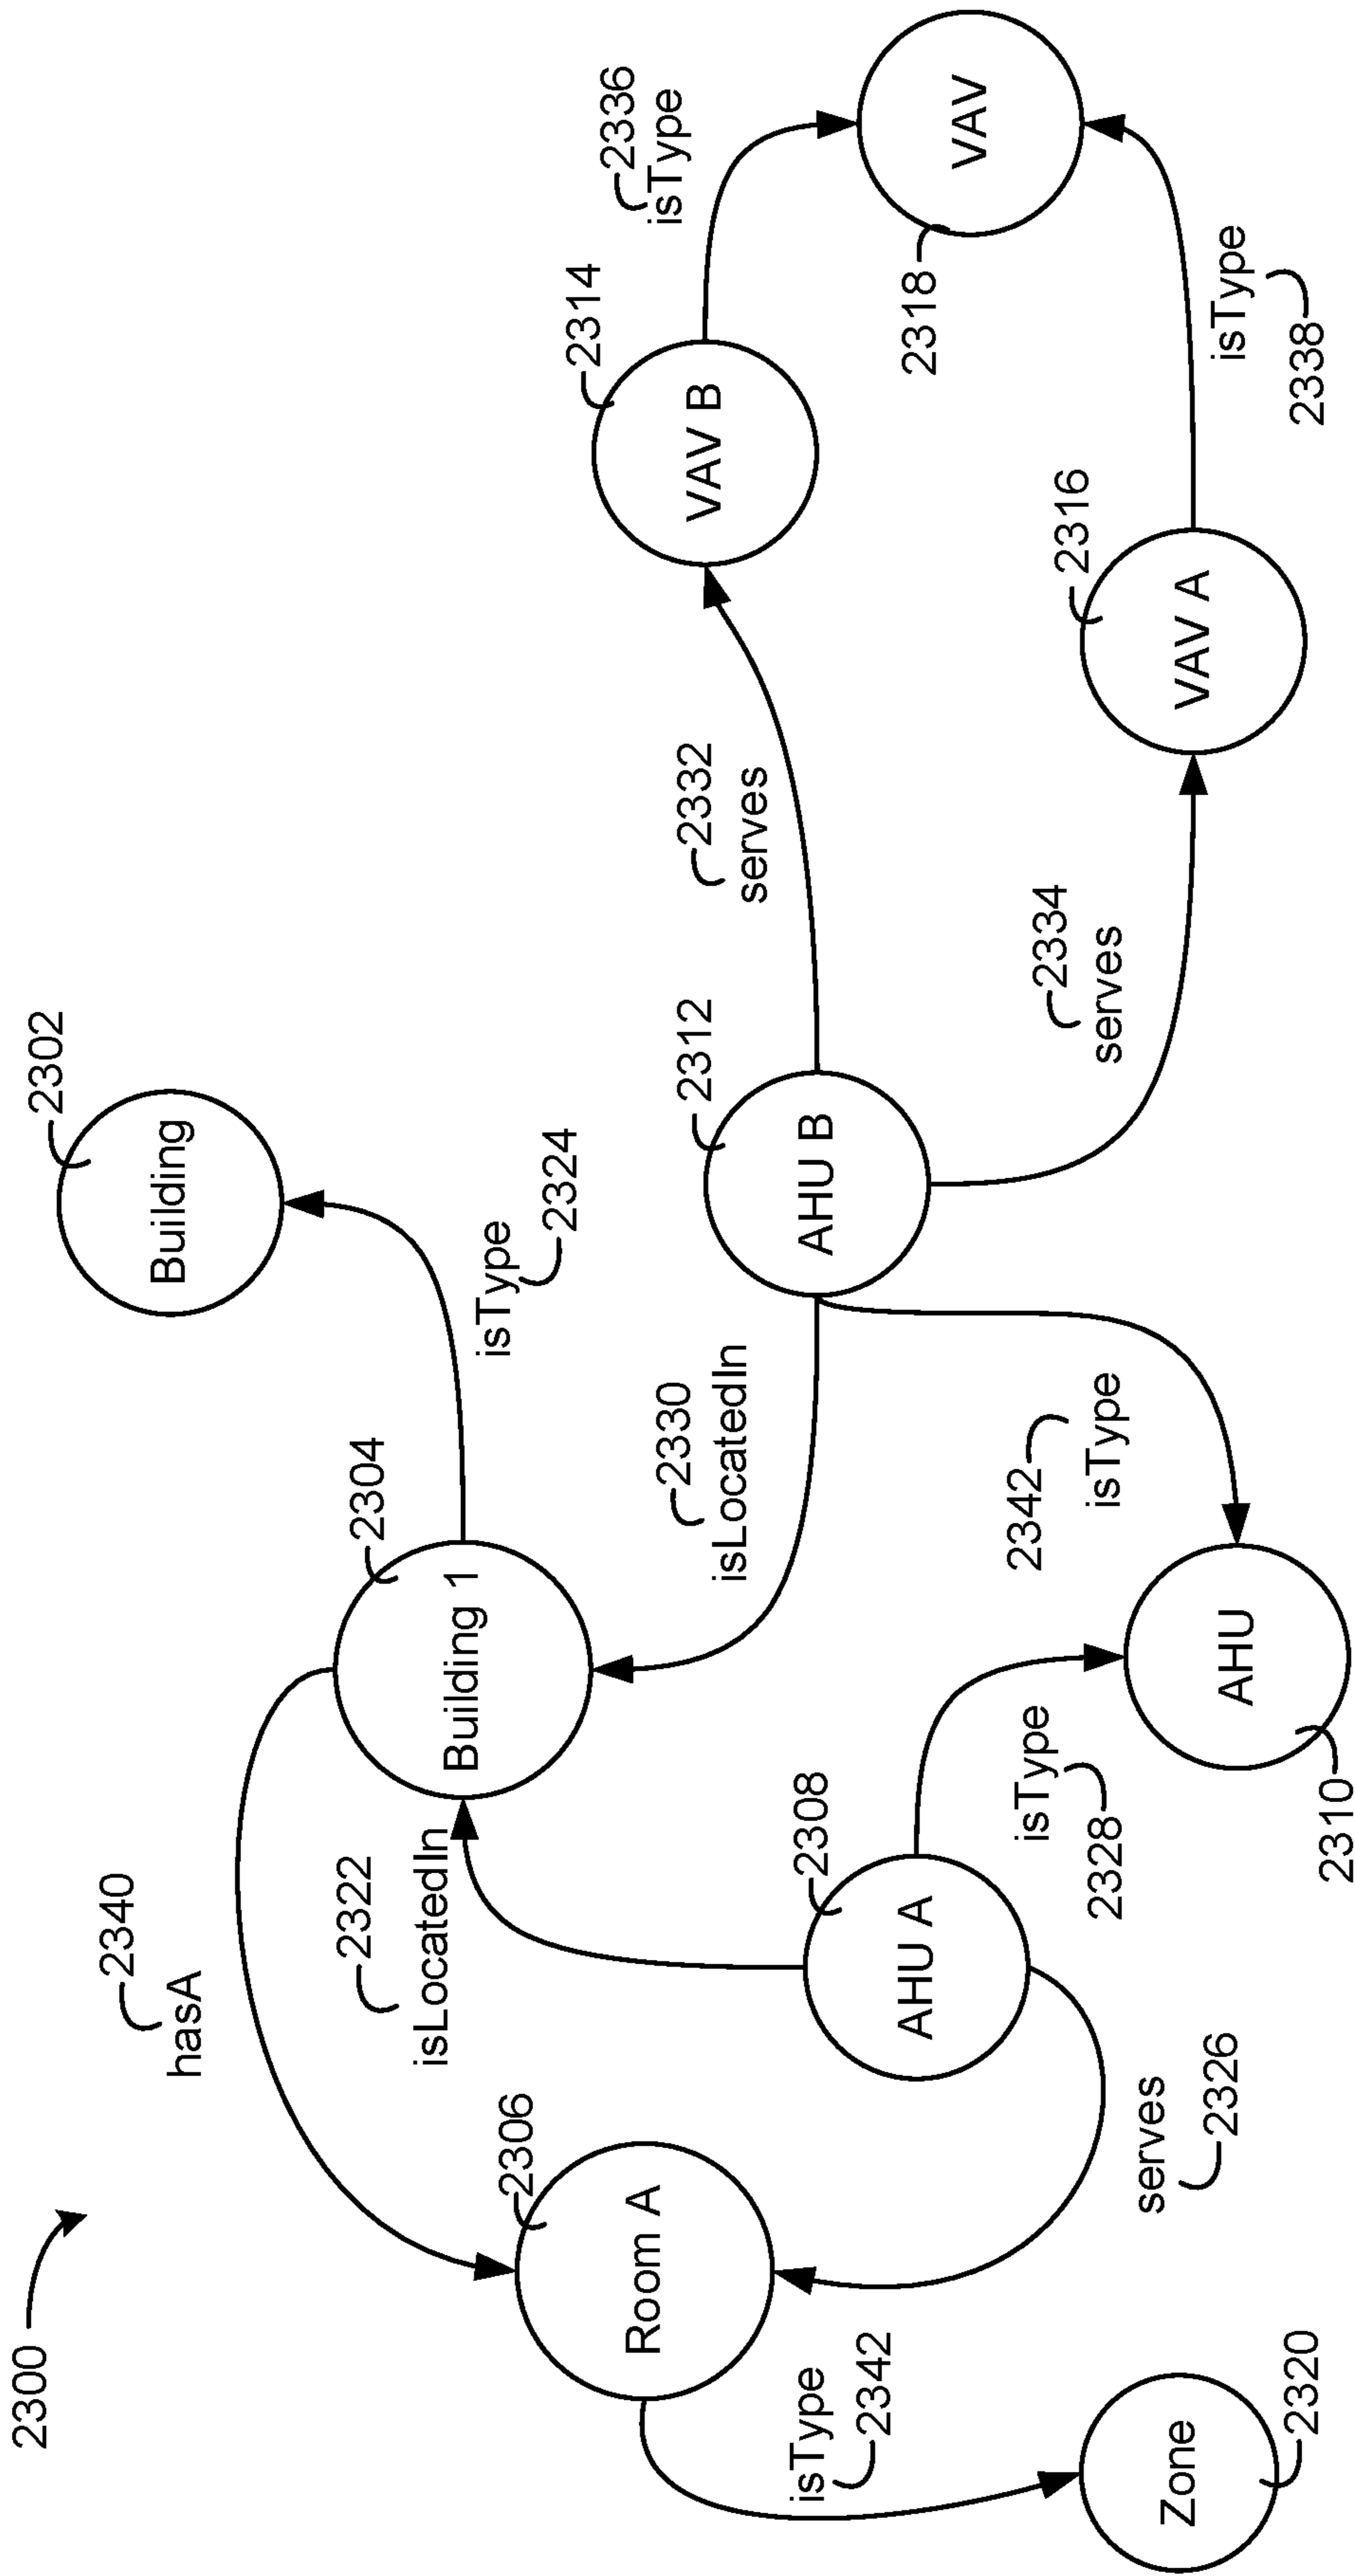 2300
2340
hasA
Building
2302
2304
Building 1
isType
2324
2322
isLocatedIn
2306
Room A
2330
isLocatedIn
2312
AHU B
2332
serves
2314
VAV B
2336
isType
2308
AHU A
isType
2342
Zone
2320
serves
2326
isType
2328
AHU
2310
2342
isType
2334
serves
2316
VAV A
2318
VAV
isType
2338